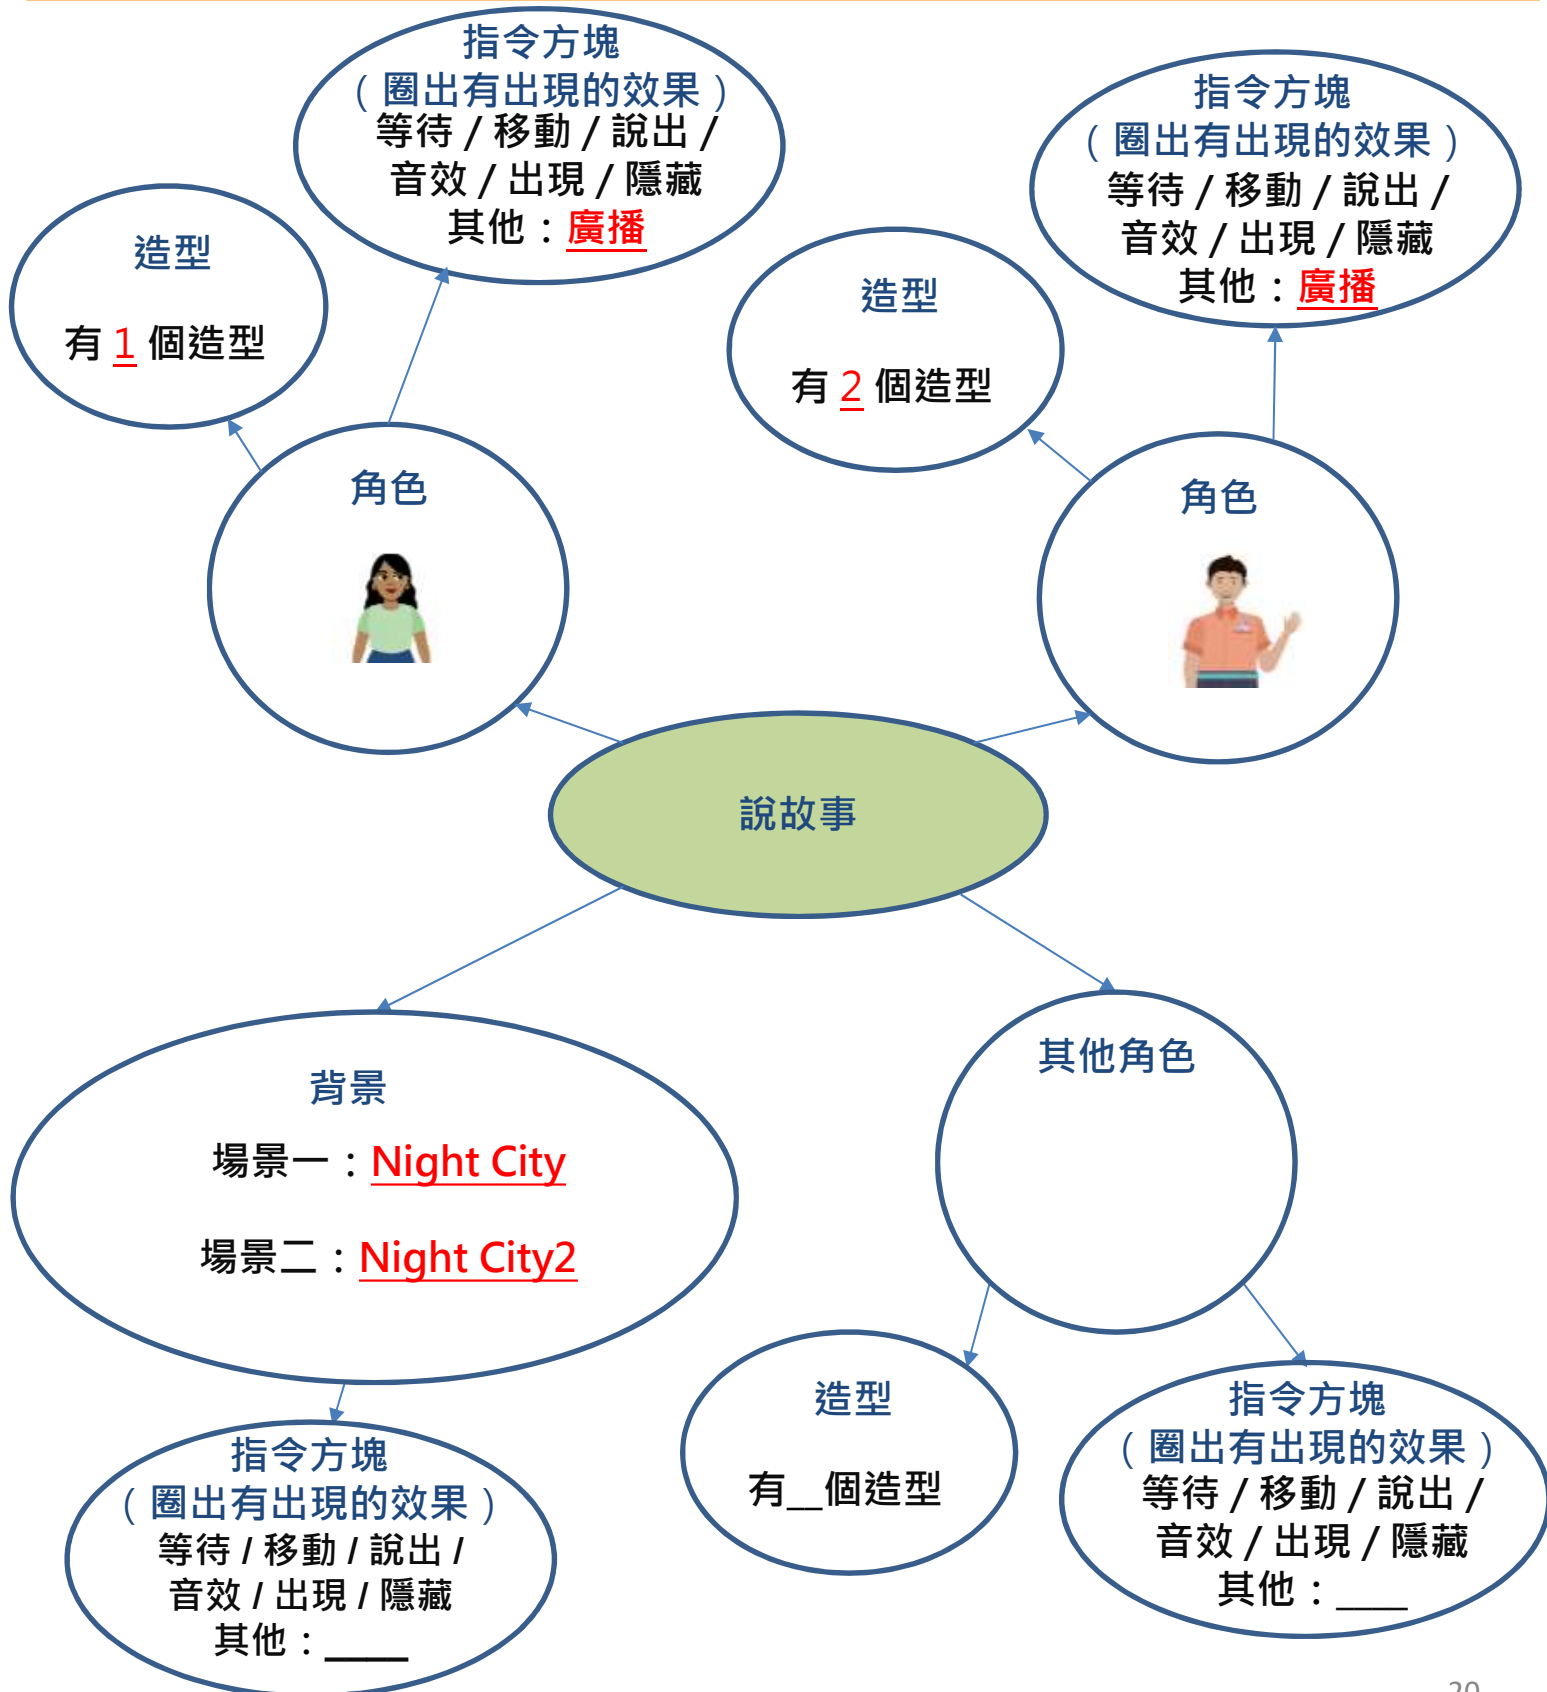 指令方塊
（圈出有出現的效果）
等待 / 移動 / 說出 /
音效 / 出現 / 隱藏
其他：廣播
指令方塊
（圈出有出現的效果）
等待 / 移動 / 說出 /
音效 / 出現 / 隱藏
其他：廣播
造型
有 1 個造型
造型
有 2 個造型
角色
角色
說故事
背景
場景一：Night City
場景二：Night City2
其他角色
造型
有__個造型
指令方塊
（圈出有出現的效果）
等待 / 移動 / 說出 /
音效 / 出現 / 隱藏
其他：____
指令方塊
（圈出有出現的效果）
等待 / 移動 / 說出 /
音效 / 出現 / 隱藏
其他：____
20